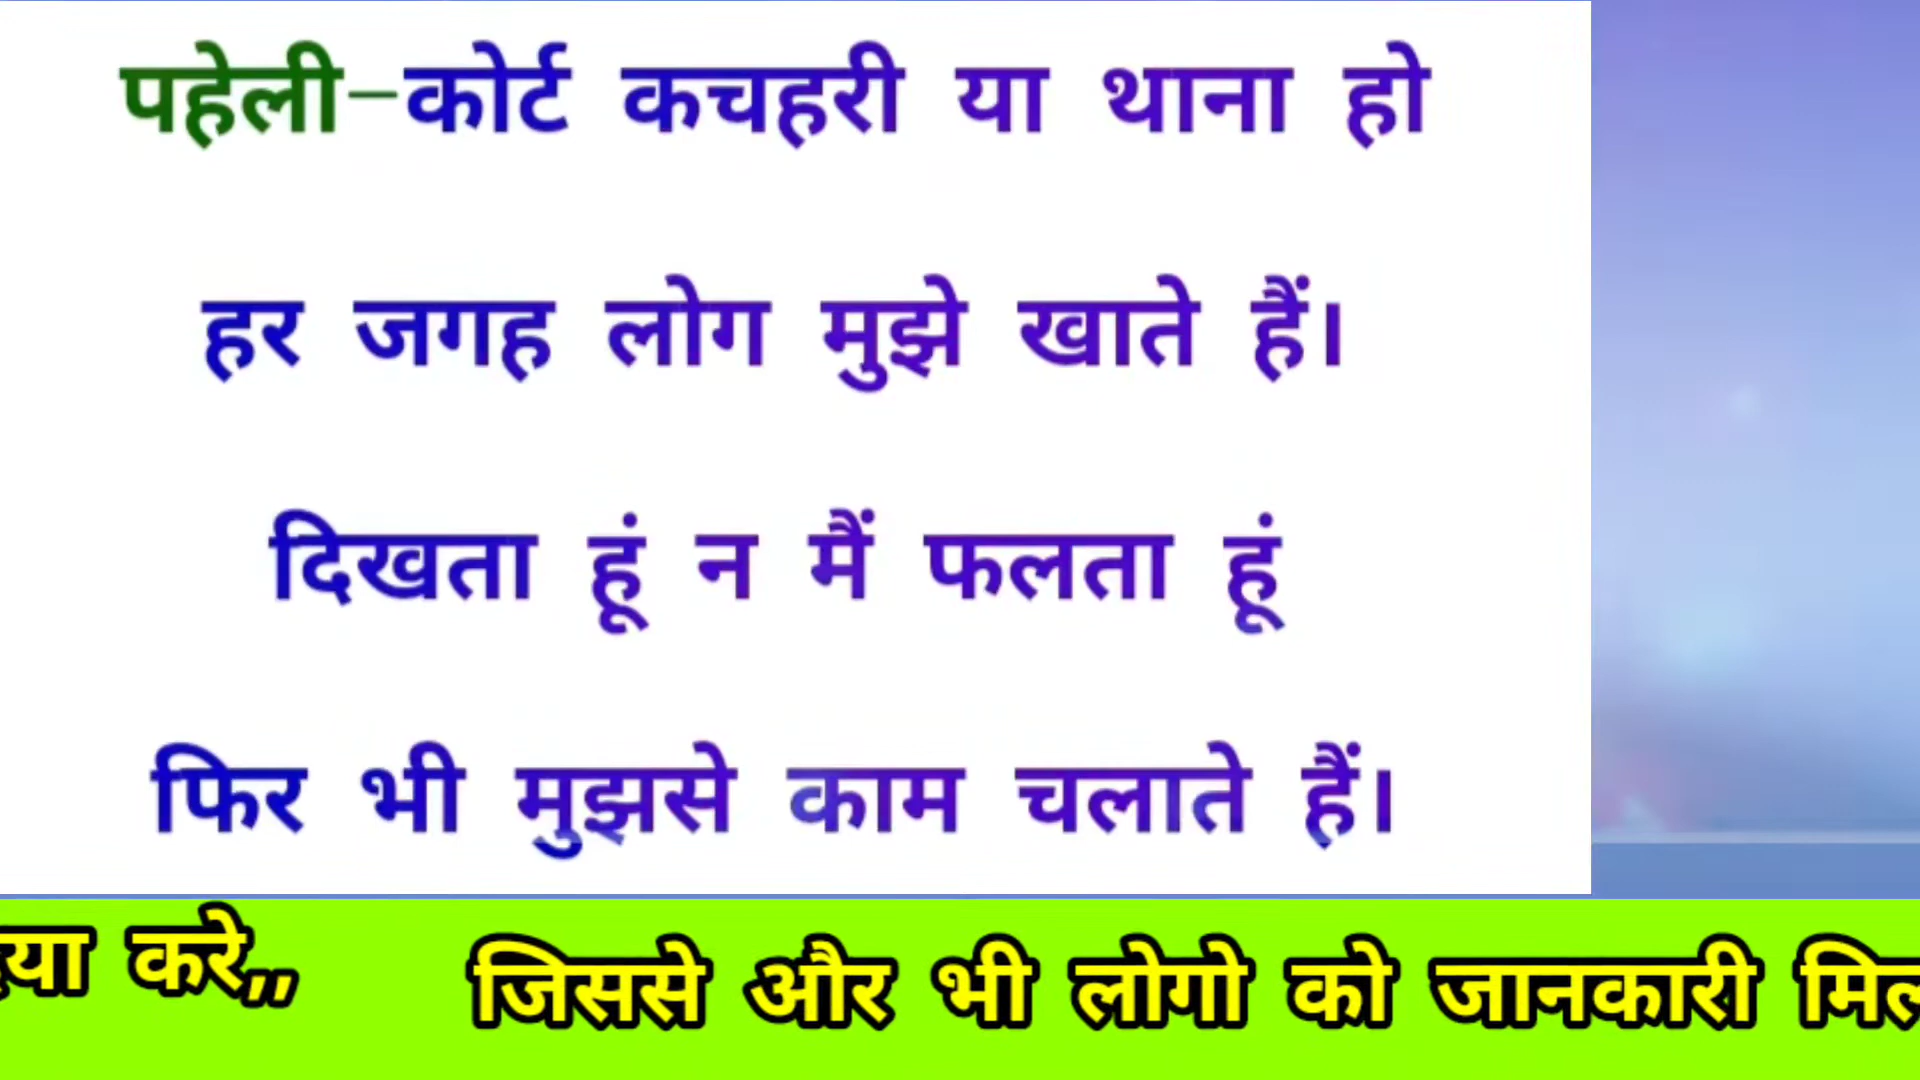 पहेली–कोर्ट कचहरी या थाना हो
हर जगह लोग मुझे खाते हैं।
दिखता हूं न मैं फलता हूं
फिर भी मुझसे काम चलाते हैं।
करे,, जिससे और भी लोगो को जानकारी